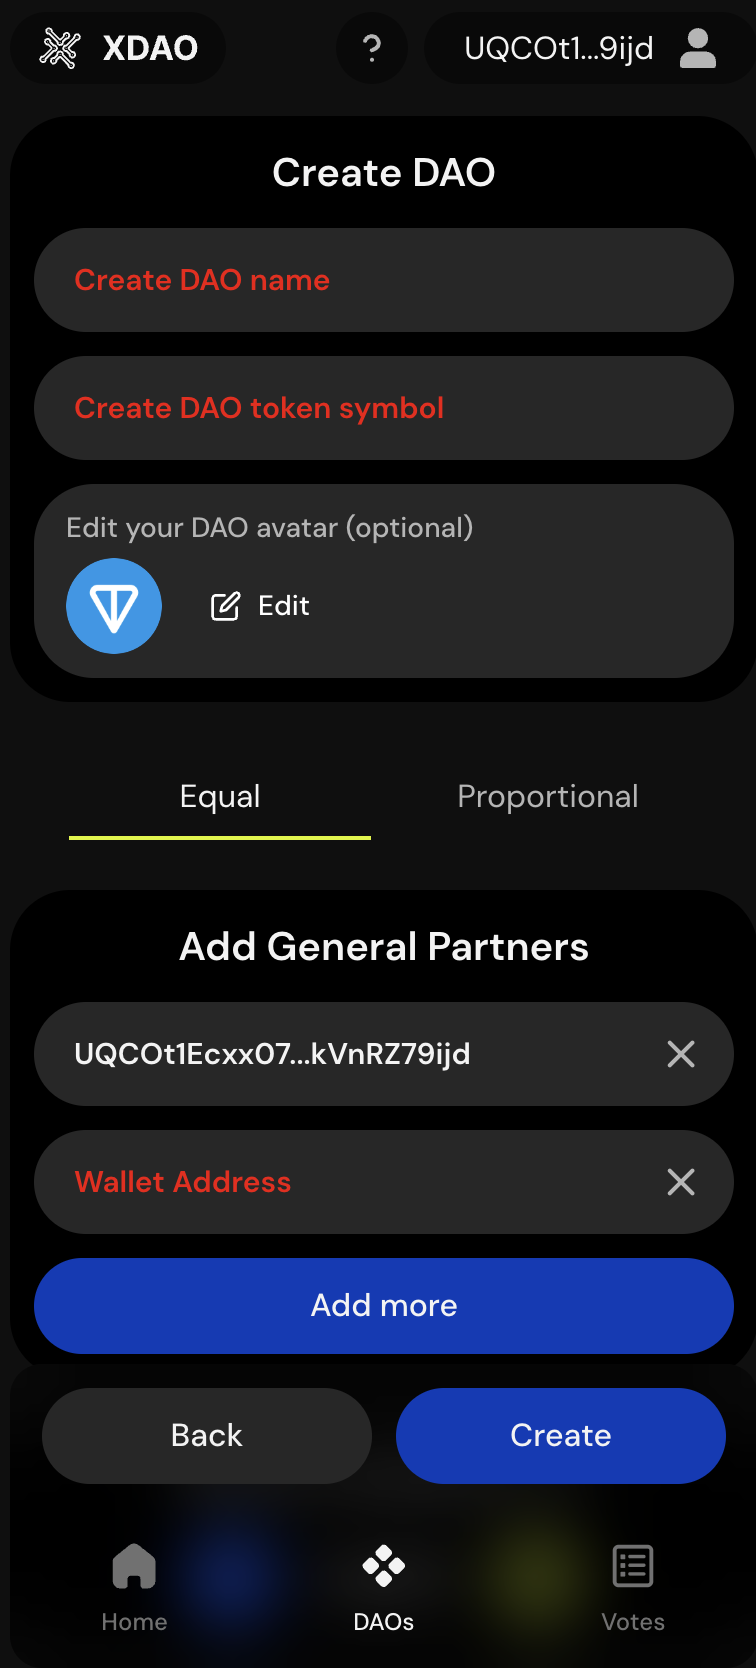 XDAO
?
UQCOt1...9ijd
Create DAO
Create DAO name
Create DAO token symbol
Edit your DAO avatar (optional)
Edit
Equal
Proportional
Add General Partners
UQCOt1Ecxx07...kVnRZ79ijd
Wallet Address
Add more
Back
Create
Home
DAOs
Votes